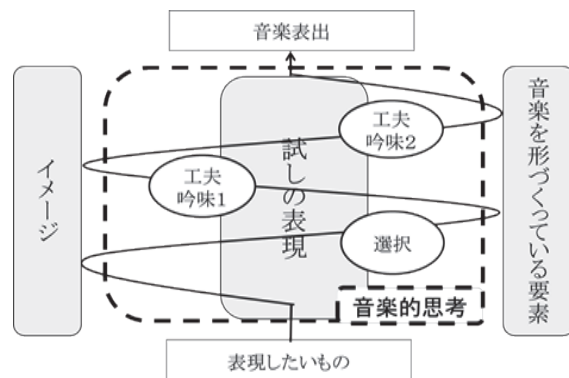 音楽表出
イメージ
音楽を形づくっている要素
試しの表現
工夫
吟味2
工夫
吟味1
選択
音楽的思考
表現したいもの